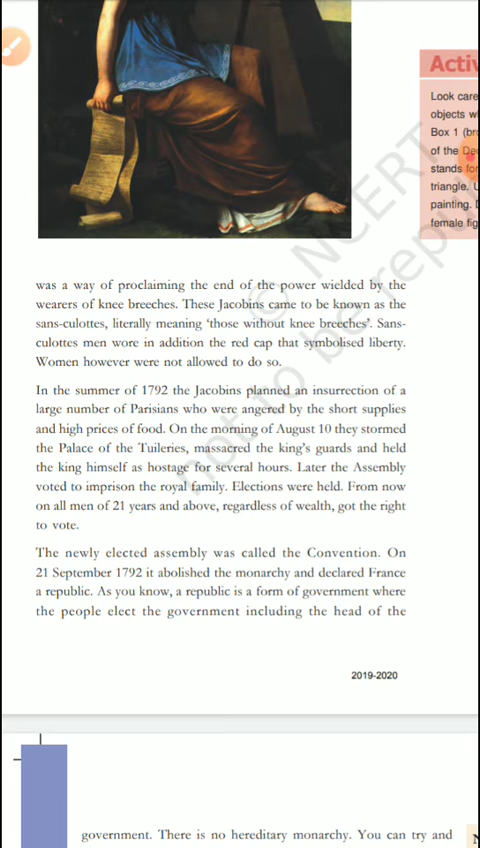 Activ
Look care
objects w
Box 1 (br
of the De
stands for
triangle. U
painting. D
female fig
was a way of proclaiming the end of the power wielded by the
wearers of knee breeches. These Jacobins came to be known as the
sans-culottes, literally meaning ‘those without knee breeches’. Sans-
culottes men wore in addition the red cap that symbolised liberty.
Women however were not allowed to do so.
In the summer of 1792 the Jacobins planned an insurrection of a
large number of Parisians who were angered by the short supplies
and high prices of food. On the morning of August 10 they stormed
the Palace of the Tuileries, massacred the king’s guards and held
the king himself as hostage for several hours. Later the Assembly
voted to imprison the royal family. Elections were held. From now
on all men of 21 years and above, regardless of wealth, got the right
to vote.
The newly elected assembly was called the Convention. On
21 September 1792 it abolished the monarchy and declared France
a republic. As you know, a republic is a form of government where
the people elect the government including the head of the
2019-2020
government. There is no hereditary monarchy. You can try and
© NCERT
not to be repu